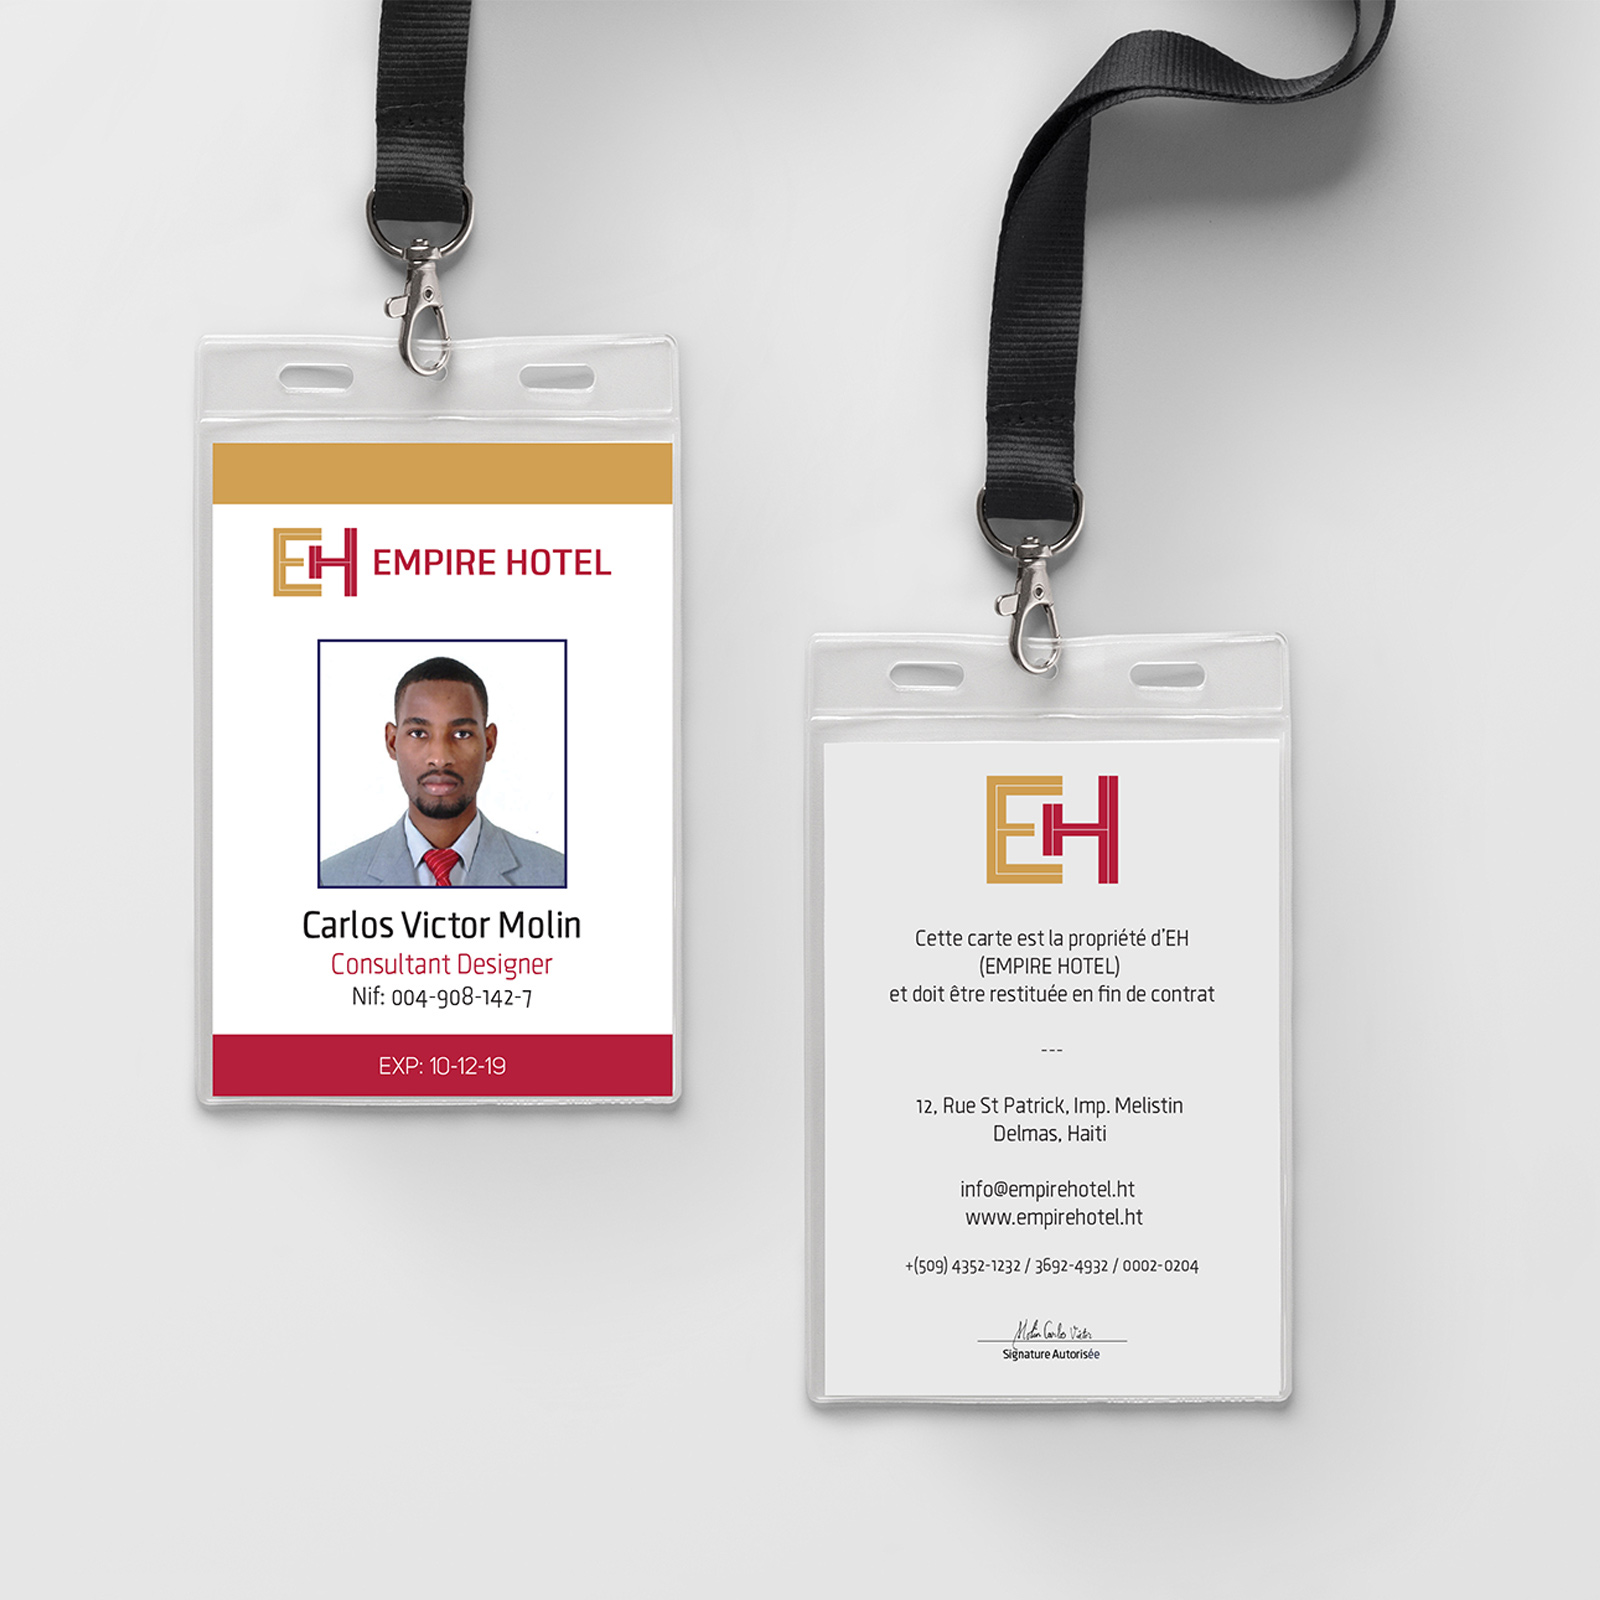 EH EMPIRE HOTEL
Carlos Victor Molin
Consultant Designer
Nif: 004-908-142-7
EXP: 10-12-19
EH
Cette carte est la propriété d'EH
(EMPIRE HOTEL)
et doit être restituée en fin de contrat
---
12, Rue St Patrick, Imp. Melistin
Delmas, Haiti
info@empirehotel.ht
www.empirehotel.ht
+(509) 4352-1232 / 3692-4932 / 0002-0204
Molin Carlos Victor
Signature Autorisée